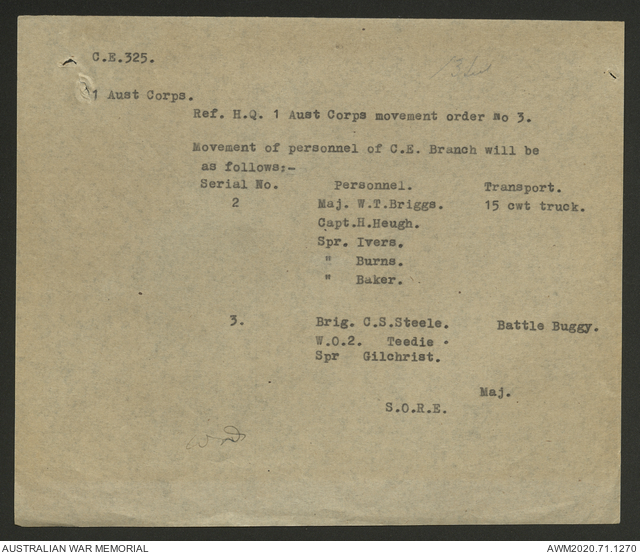 C.E.325.
1 Aust Corps.
Ref. H.Q. 1 Aust Corps movement order No 3.
Movement of personnel of C.E. Branch will be
as follows;-
Serial No. Personnel. Transport.
2 Maj. W.T.Briggs. 15 cwt truck.
Capt.H.Heugh.
Spr. Ivers.
" Burns.
" Baker.
3. Brig. C.S.Steele. Battle Buggy.
W.O.2. Teedie.
Spr Gilchrist.
Maj.
S.O.R.E.
AUSTRALIAN WAR MEMORIAL AWM2020.71.1270